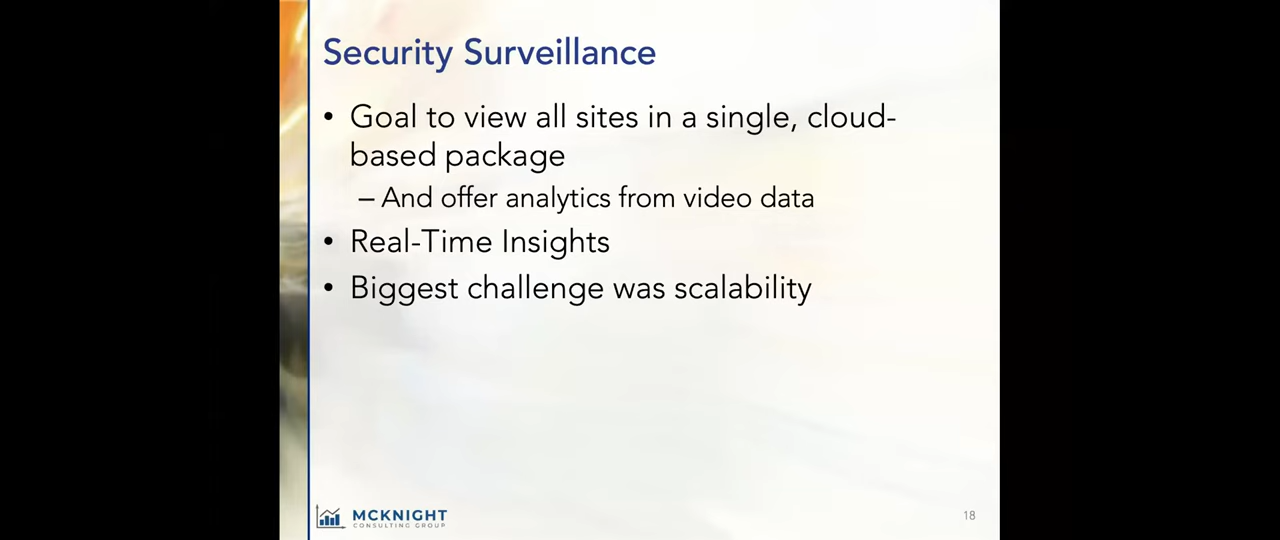 Security Surveillance
• Goal to view all sites in a single, cloud-
based package
– And offer analytics from video data
• Real-Time Insights
• Biggest challenge was scalability
MCKNIGHT
CONSULTING GROUP
18